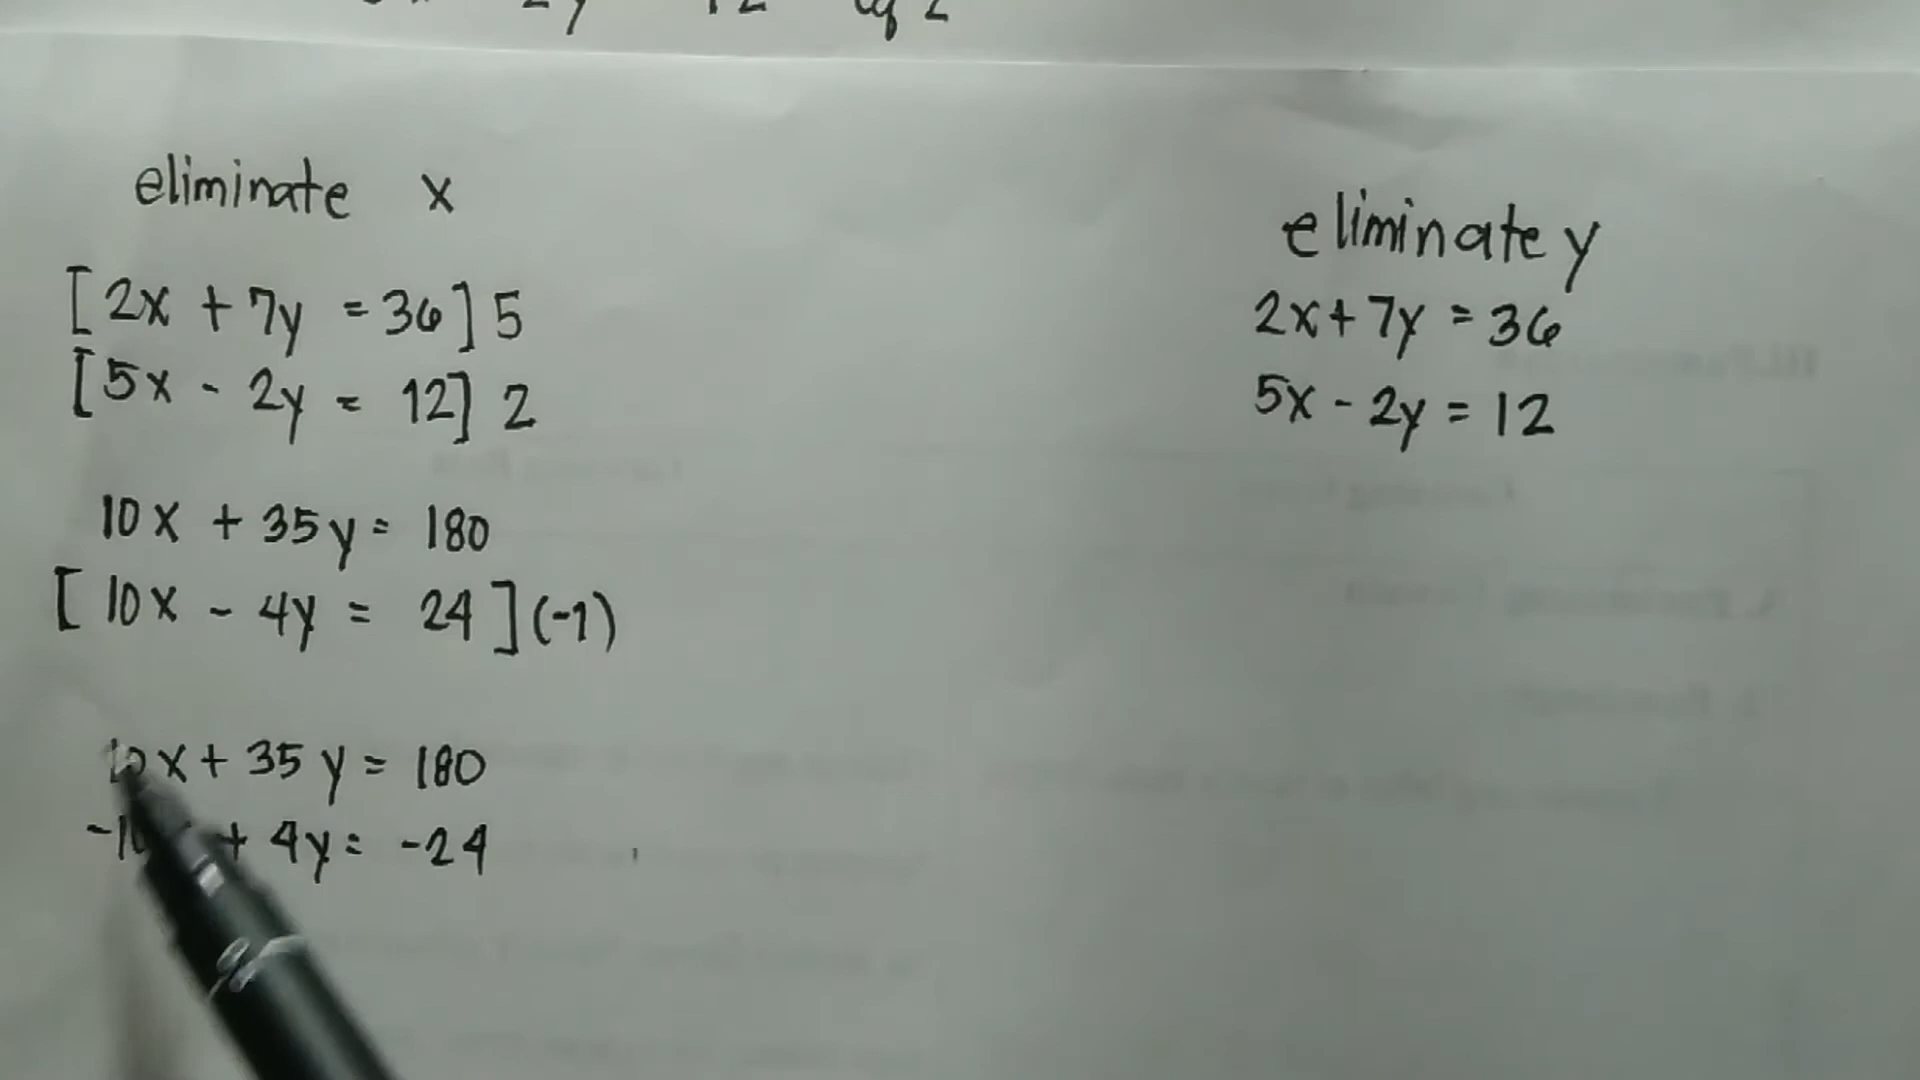 eliminate x
[2x + 7y = 36] 5
[5x - 2y = 12] 2
10x + 35y = 180
[10x - 4y = 24](-1)
10x + 35y = 180
+ 4y = -24
eliminate y
2x + 7y = 36
5x - 2y = 12